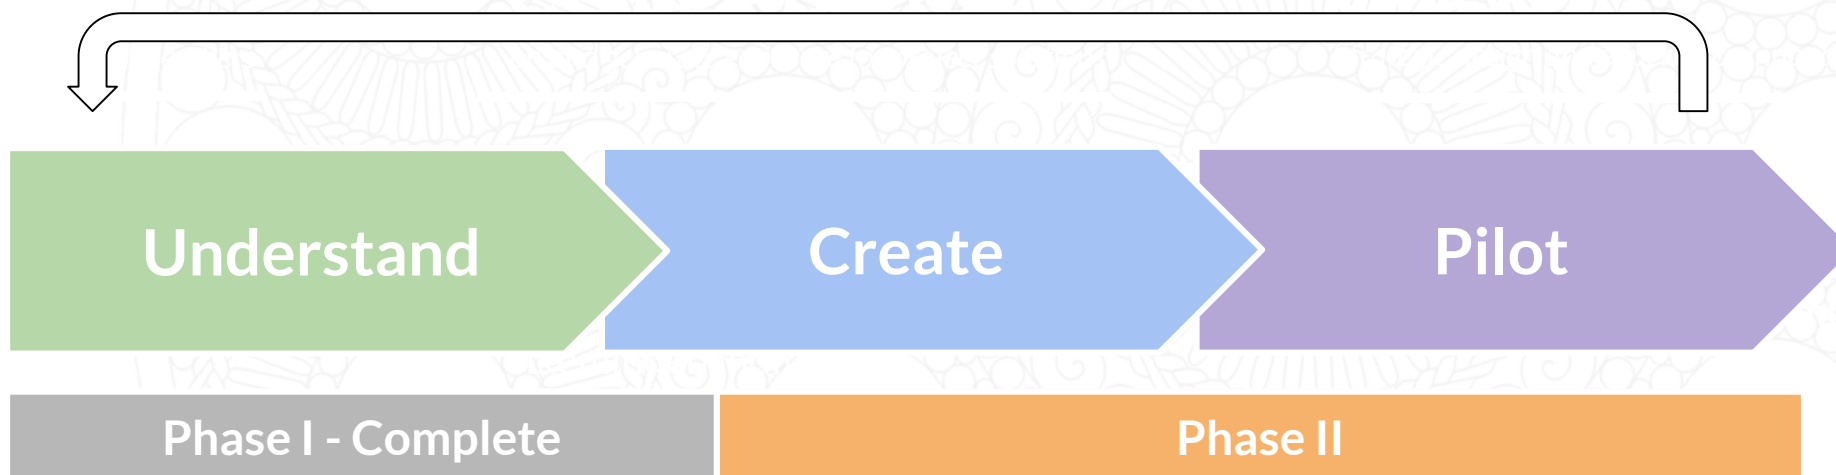 Understand
Create
Pilot
Phase I - Complete
Phase II